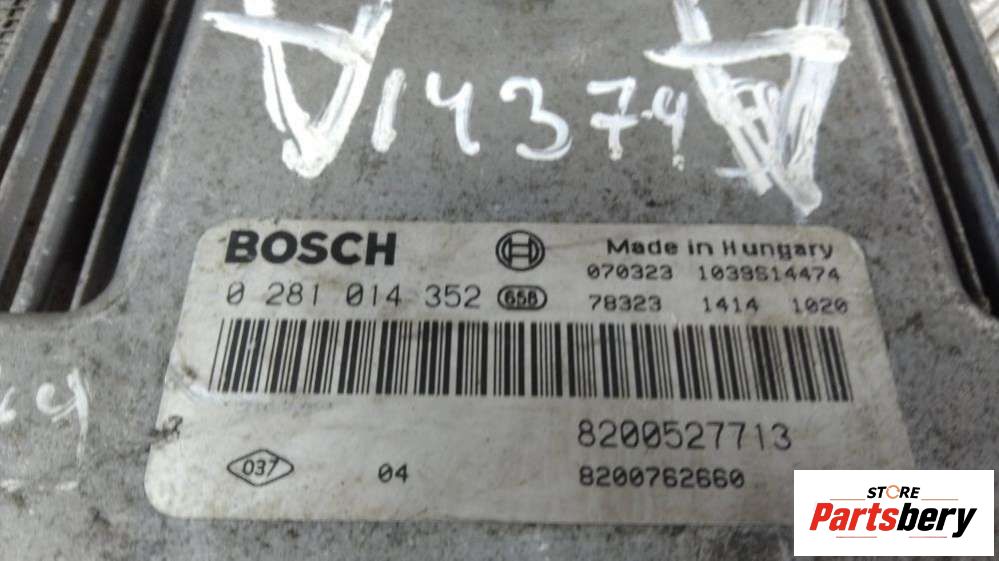 14374
BOSCH
Made in Hungary
0 281 014 352 656
070323 1039S14474
78323 1414 1020
8200527713
037
04
8200762660
STORE
Partsbery